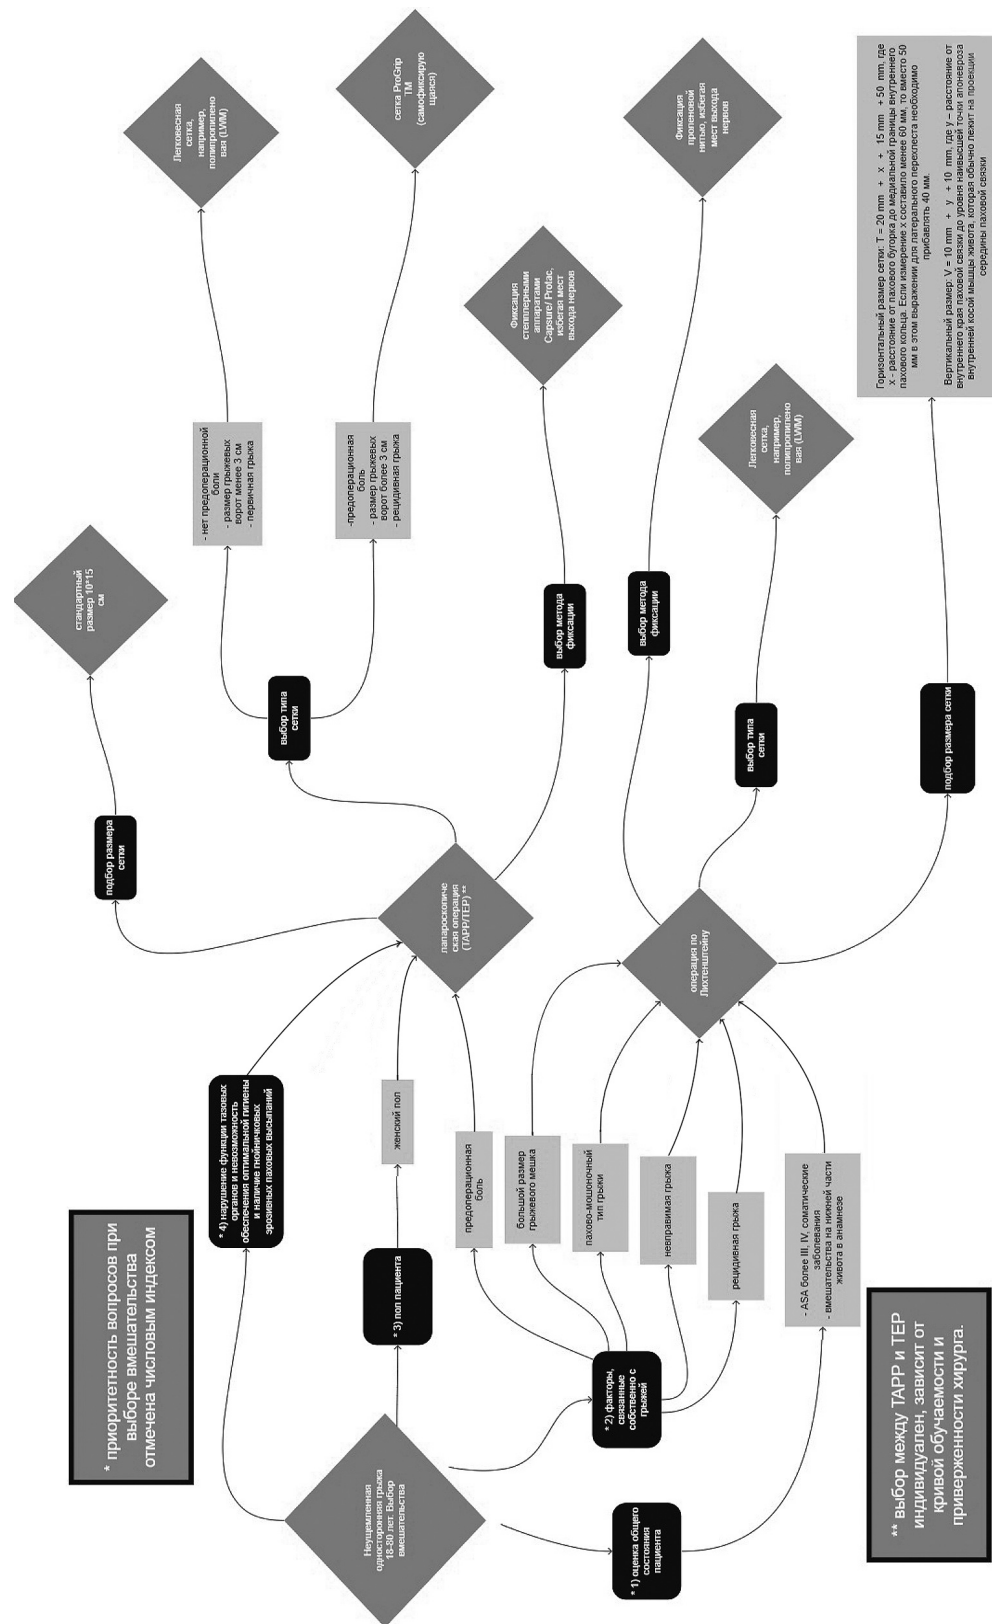 * приоритетность вопросов при
выборе вмешательства
отмечена числовым индексом
Неущемленная
односторонняя грыжа
18-80 лет. Выбор
вмешательства
* 4) нарушение функции тазовых
органов и невозможность
обеспечения оптимальной гигиены
и наличие гнойничковых
эрозивных паховых высыпаний
* 3) пол пациента
женский пол
* 2) факторы,
связанные
собственно с
грыжей
предоперационная
боль
большой размер
грыжевого мешка
пахово-мошоночный
тип грыжи
невправимая грыжа
рецидивная грыжа
* 1) оценка общего
состояния
пациента
- ASA более III, IV, соматические
заболевания
- вмешательства на нижней части
живота в анамнезе
лапароскопиче
ская операция
(TAPP/TEP) **
подбор размера
сетки
стандартный
размер 10*15
см
выбор типа
сетки
- нет предоперационной
боли
- размер грыжевых
ворот менее 3 см
- первичная грыжа
Легковесная
сетка,
например,
полипропилено
вая (LWM)
-предоперационная
боль
- размер грыжевых
ворот более 3 см
- рецидивная грыжа
сетка ProGrip
TM
(самофиксирую
щаяся)
выбор метода
фиксации
Фиксация
степплерными
аппаратами
Capsure/ Protac,
избегая мест
выхода нервов
операция по
Лихтенштейну
выбор метода
фиксации
Фиксация
проленовой
нитью, избегая
мест выхода
нервов
выбор типа
сетки
Легковесная
сетка,
например,
полипропилено
вая (LWM)
подбор размера сетки
Горизонтальный размер сетки: T = 20 mm + x + 15 mm + 50 mm, где
x - расстояние от пахового бугорка до медиальной границы внутреннего
пахового кольца. Если измерение x составило менее 60 мм, то вместо 50
мм в этом выражении для латерального перехлеста необходимо
прибавлять 40 мм.
Вертикальный размер: V = 10 mm + y + 10 mm, где y – расстояние от
внутреннего края паховой связки до уровня наивысшей точки апоневроза
внутренней косой мышцы живота, которая обычно лежит на проекции
середины паховой связки
** выбор между TAPP и TEP
индивидуален, зависит от
кривой обучаемости и
приверженности хирурга.